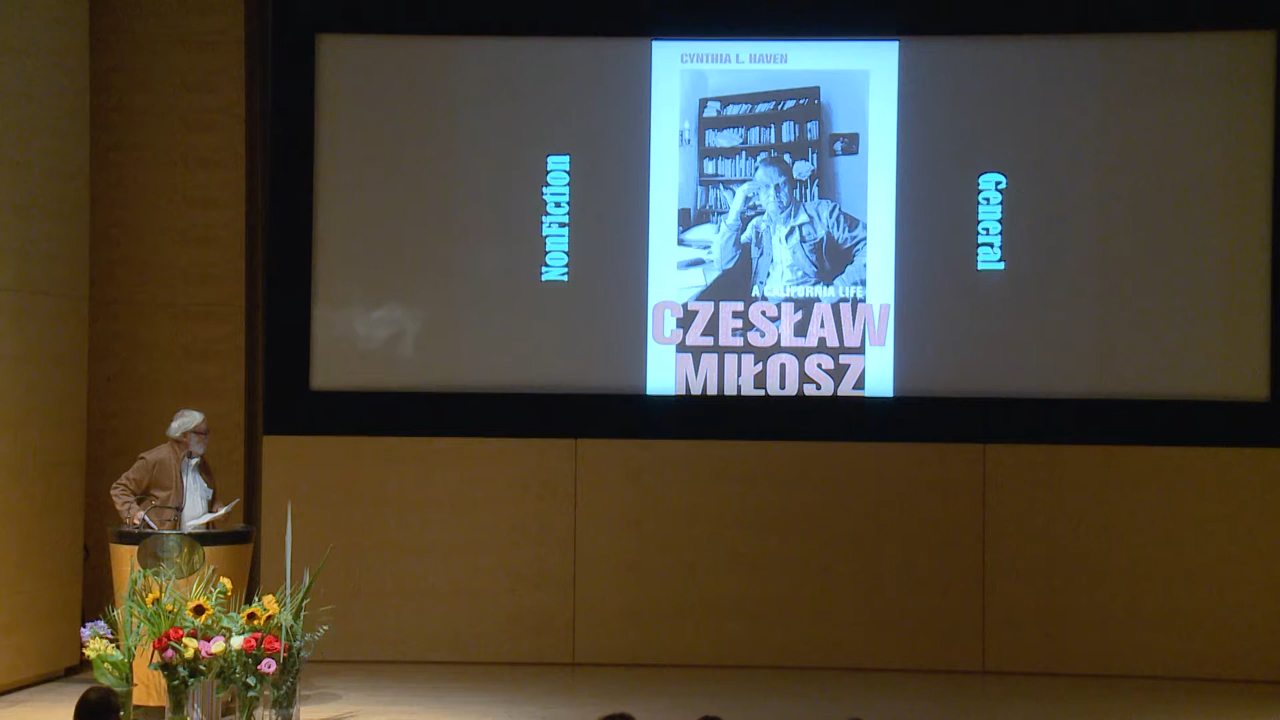 CYNTHIA L. HAVEN
NonFiction
General
A CALIFORNIA LIFE
CZESŁAW
MIŁOSZ